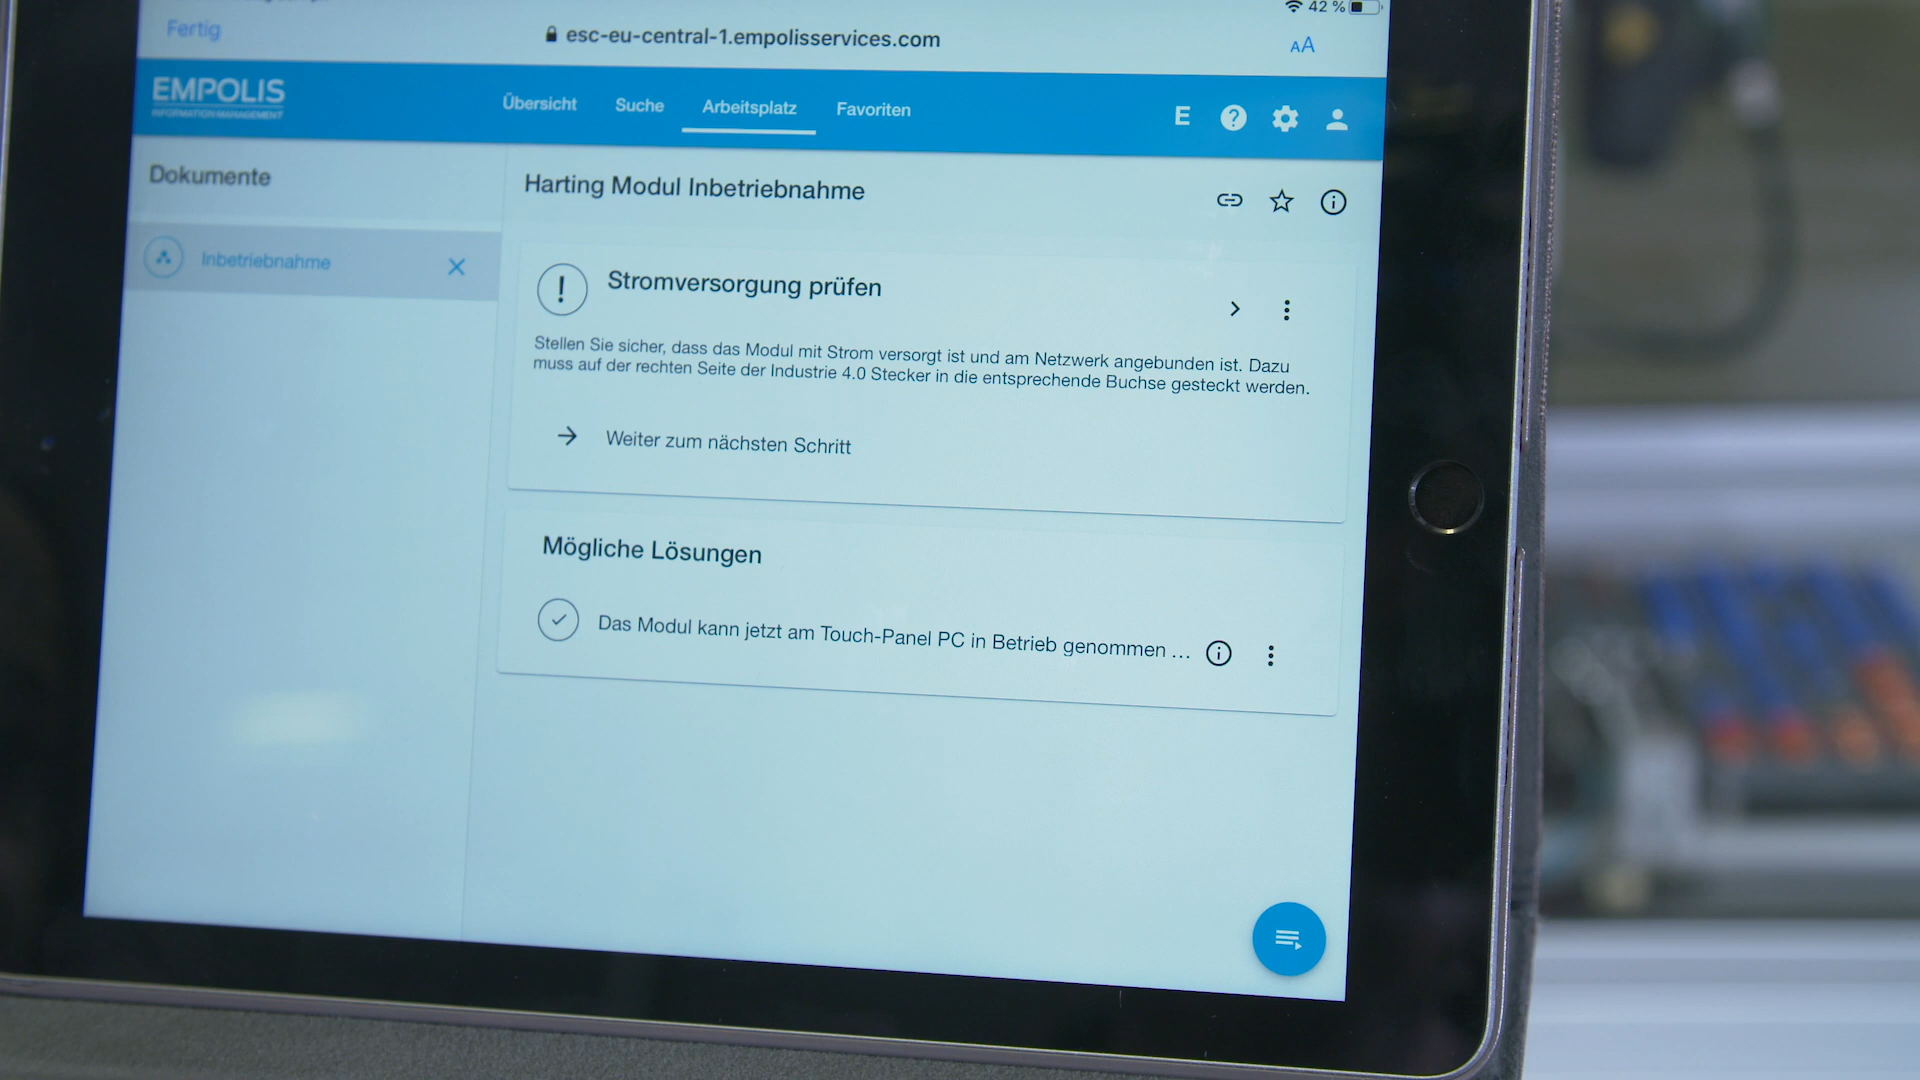 42 %
Fertig
esc-eu-central-1.empolisservices.com
AA
EMPOLIS
INFORMATION MANAGEMENT
Übersicht Suche Arbeitsplatz Favoriten E ?
Dokumente
Inbetriebnahme
Harting Modul Inbetriebnahme
Stromversorgung prüfen
Stellen Sie sicher, dass das Modul mit Strom versorgt ist und am Netzwerk angebunden ist. Dazu
muss auf der rechten Seite der Industrie 4.0 Stecker in die entsprechende Buchse gesteckt werden.
Weiter zum nächsten Schritt
Mögliche Lösungen
Das Modul kann jetzt am Touch-Panel PC in Betrieb genommen ...